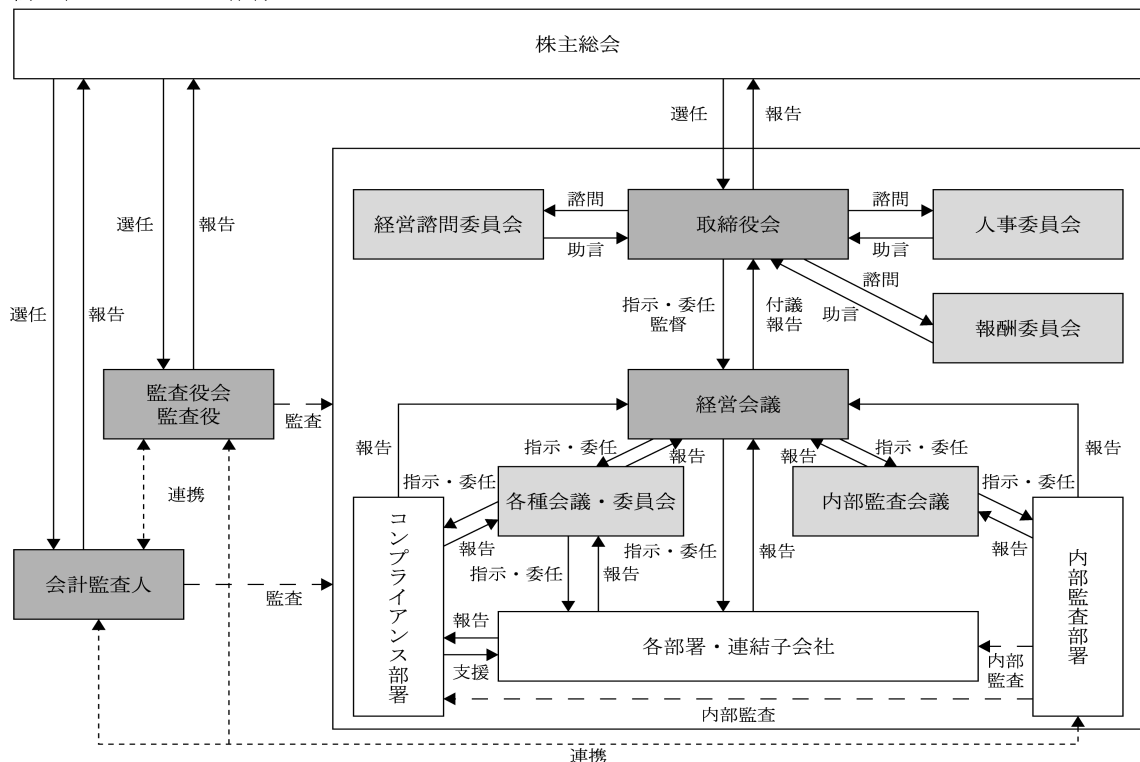 株主総会
選任
報告
選任
報告
選任
報告
経営諮問委員会
諮問
助言
取締役会
諮問
助言
人事委員会
諮問
助言
報酬委員会
指示・委任
監督
付議
報告
監査役会
監査役
監査
経営会議
報告
指示・委任
報告
指示・委任
報告
報告
連携
指示・委任
各種会議・委員会
内部監査会議
指示・委任
コンプライアンス部署
報告
指示・委任
報告
報告
内部監査部署
会計監査人
監査
指示・委任
報告
報告
支援
各部署・連結子会社
内部
監査
内部監査
連携